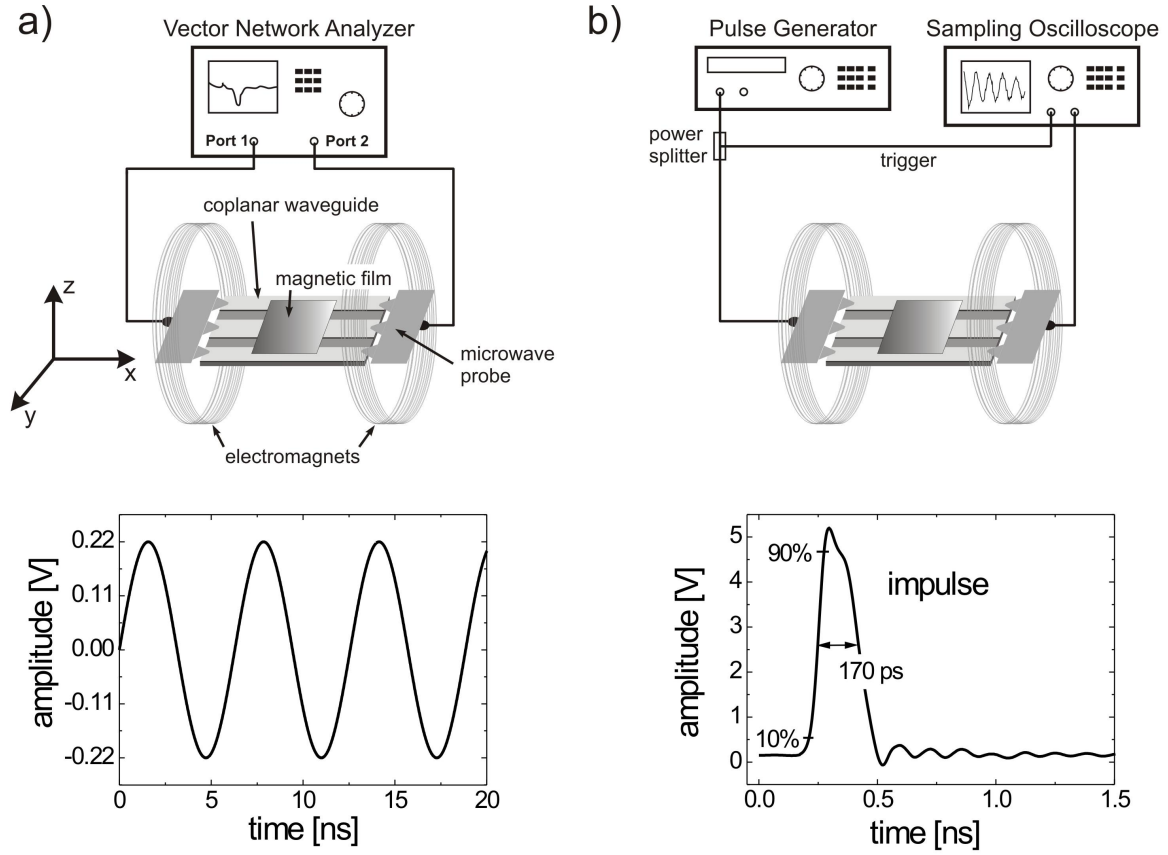 a)
Vector Network Analyzer
Port 1
Port 2
coplanar waveguide
magnetic film
z
x
y
microwave
probe
electromagnets
b)
Pulse Generator
Sampling Oscilloscope
power
splitter
trigger
0.22
0.11
0.00
-0.11
-0.22
amplitude [V]
0 5 10 15 20
time [ns]
5
4
3
2
1
0
amplitude [V]
90%
impulse
170 ps
10%
0.0 0.5 1.0 1.5
time [ns]